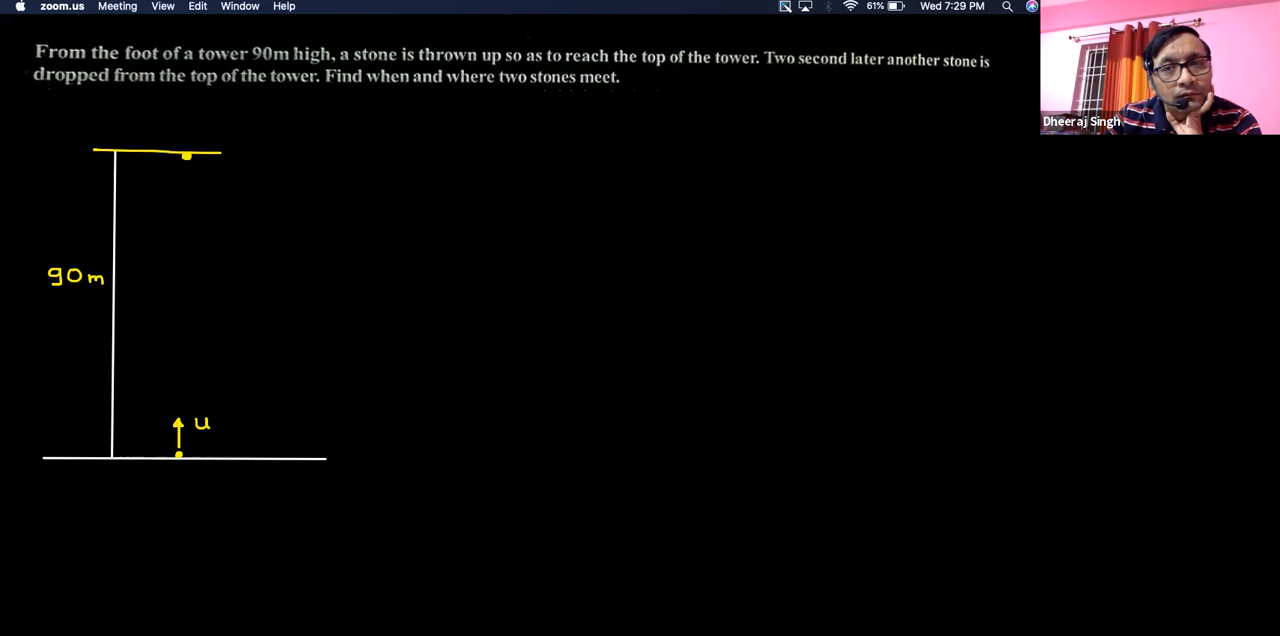 zoom.us Meeting View Edit Window Help 61% Wed 7:29 PM
From the foot of a tower 90m high, a stone is thrown up so as to reach the top of the tower. Two second later another stone is
dropped from the top of the tower. Find when and where two stones meet.
Dheeraj Singh
90m
u